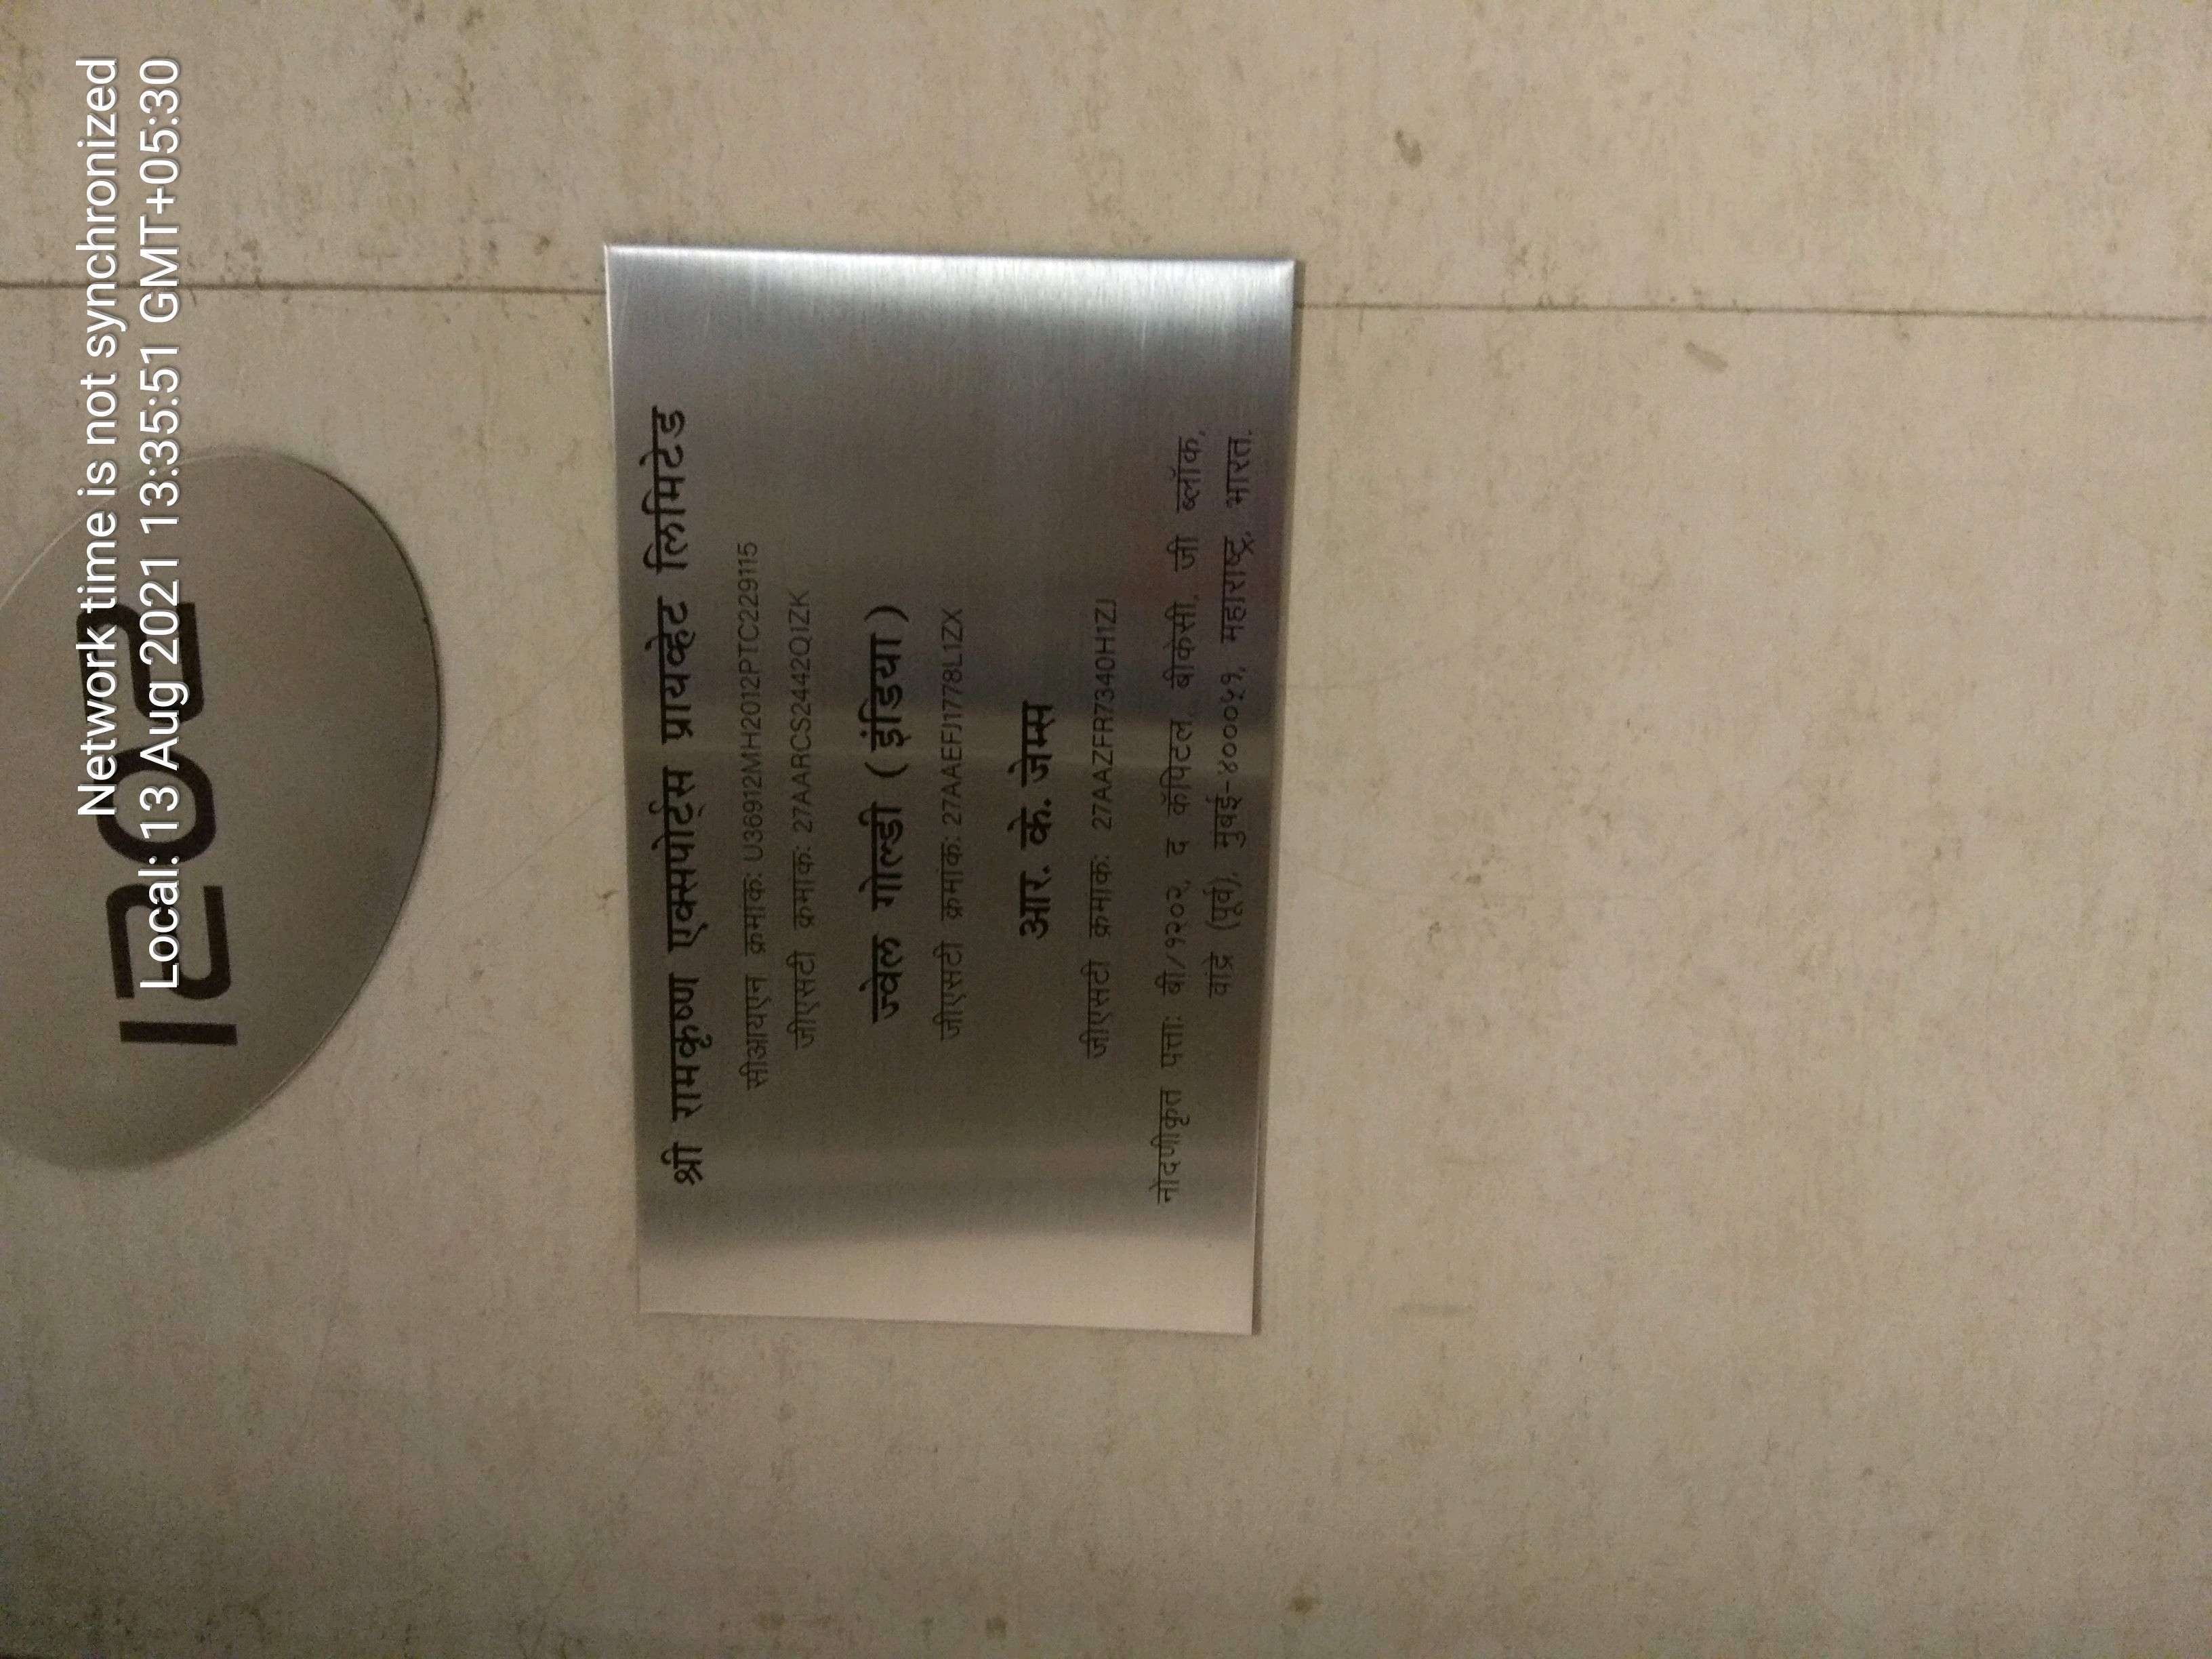 Network time is not synchronized
Local: 13 Aug 2021 13:35:51 GMT+05:30
1202
श्री रामकृष्ण एक्सपोर्ट्स प्रायव्हेट लिमिटेड
सीआयएन क्रमांक: U36912MH2012PTC229115
जीएसटी क्रमांक: 27AARCS2442Q1ZK
ज्वेल गोल्डी (इंडिया)
जीएसटी क्रमांक: 27AAEFJ1778L1ZX
आर. के. जेम्स
जीएसटी क्रमांक: 27AAZFR7340H1ZJ
नोंदणीकृत पत्ता: बी/१२०२, द कॅपिटल, बीकेसी, जी ब्लॉक,
वांद्रे (पूर्व), मुंबई-४०००५१, महाराष्ट्र, भारत.